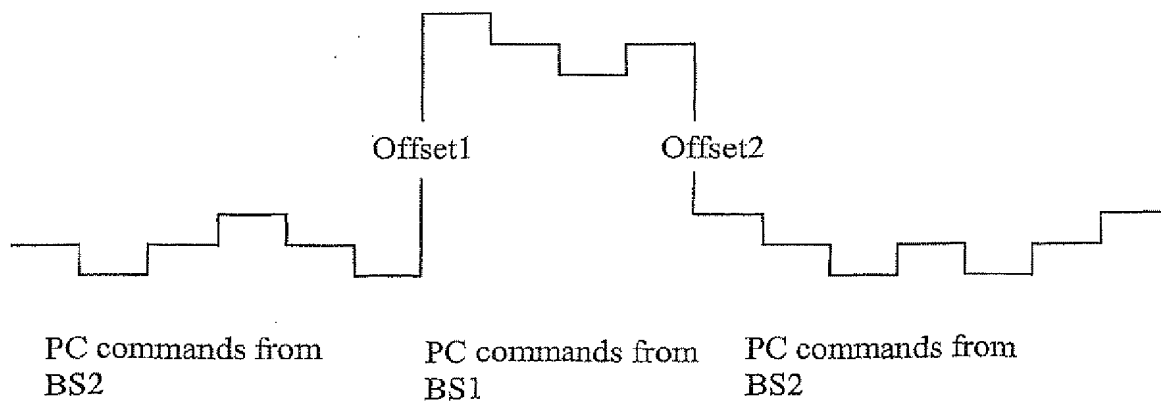 Offset1
Offset2
PC commands from
BS2
PC commands from
BS1
PC commands from
BS2